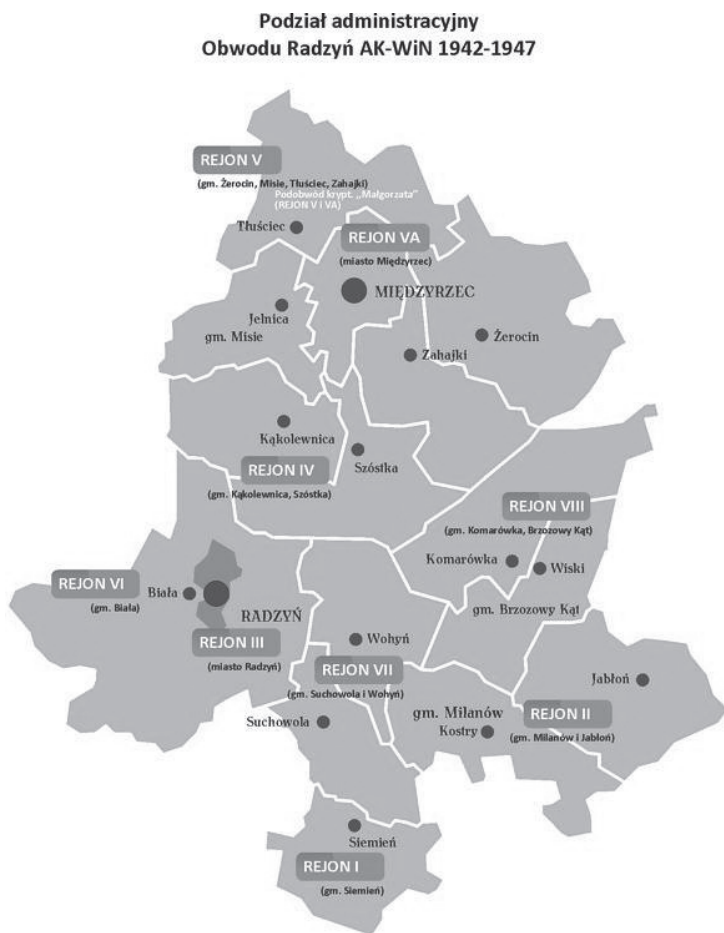 Podział administracyjny
Obwodu Radzyń AK-WiN 1942-1947
REJON V
(gm. Żerocin, Misie, Tłuściec, Zahajki)
Podobwód krypt. „Małgorzata”
(REJON V i VA)
Tłuściec
REJON VA
(miasto Międzyrzec)
MIĘDZYRZEC
Jelnica
gm. Misie
Żerocin
Zahajki
Kąkolewnica
Szóstka
REJON IV
(gm. Kąkolewnica, Szóstka)
REJON VIII
(gm. Komarówka, Brzozowy Kąt)
Komarówka
Wiski
gm. Brzozowy Kąt
REJON VI
(gm. Biała)
Biała
RADZYŃ
REJON III
(miasto Radzyń)
Wohyń
REJON VII
(gm. Suchowola i Wohyń)
Suchowola
Jabłoń
gm. Milanów
Kostry
REJON II
(gm. Milanów i Jabłoń)
Siemień
REJON I
(gm. Siemień)